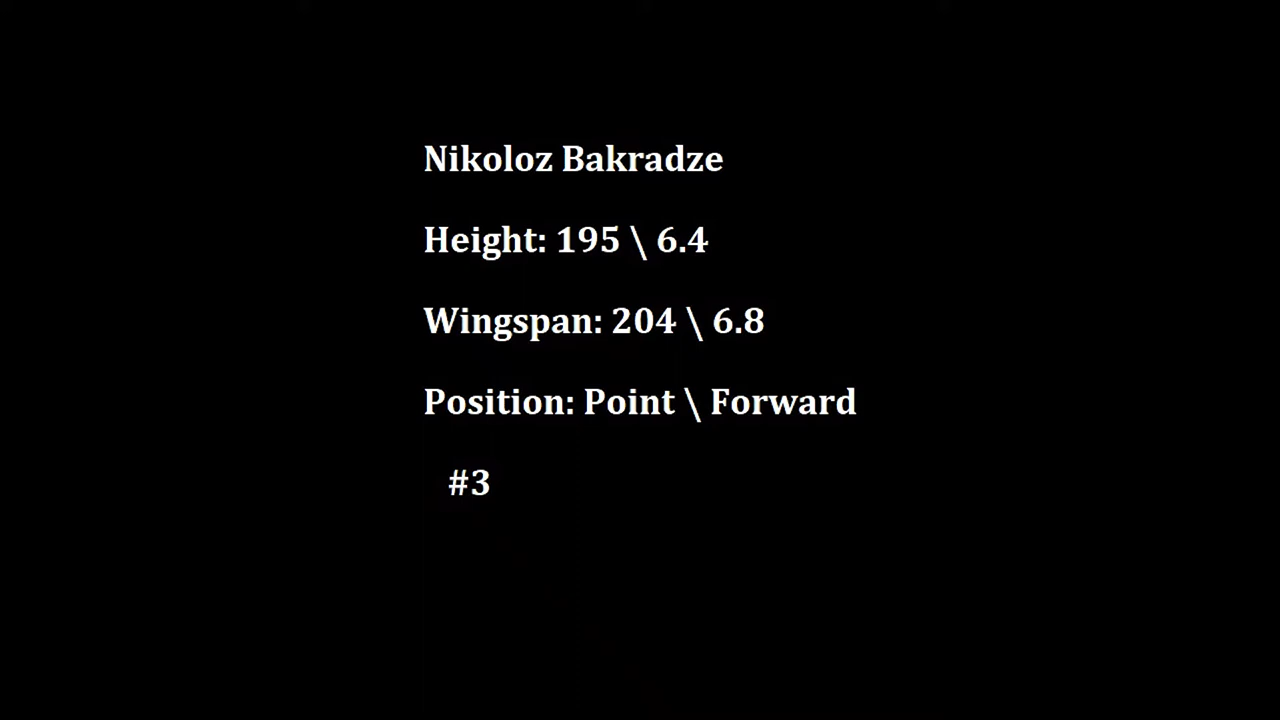 Nikoloz Bakradze
Height: 195 \ 6.4
Wingspan: 204 \ 6.8
Position: Point \ Forward
#3